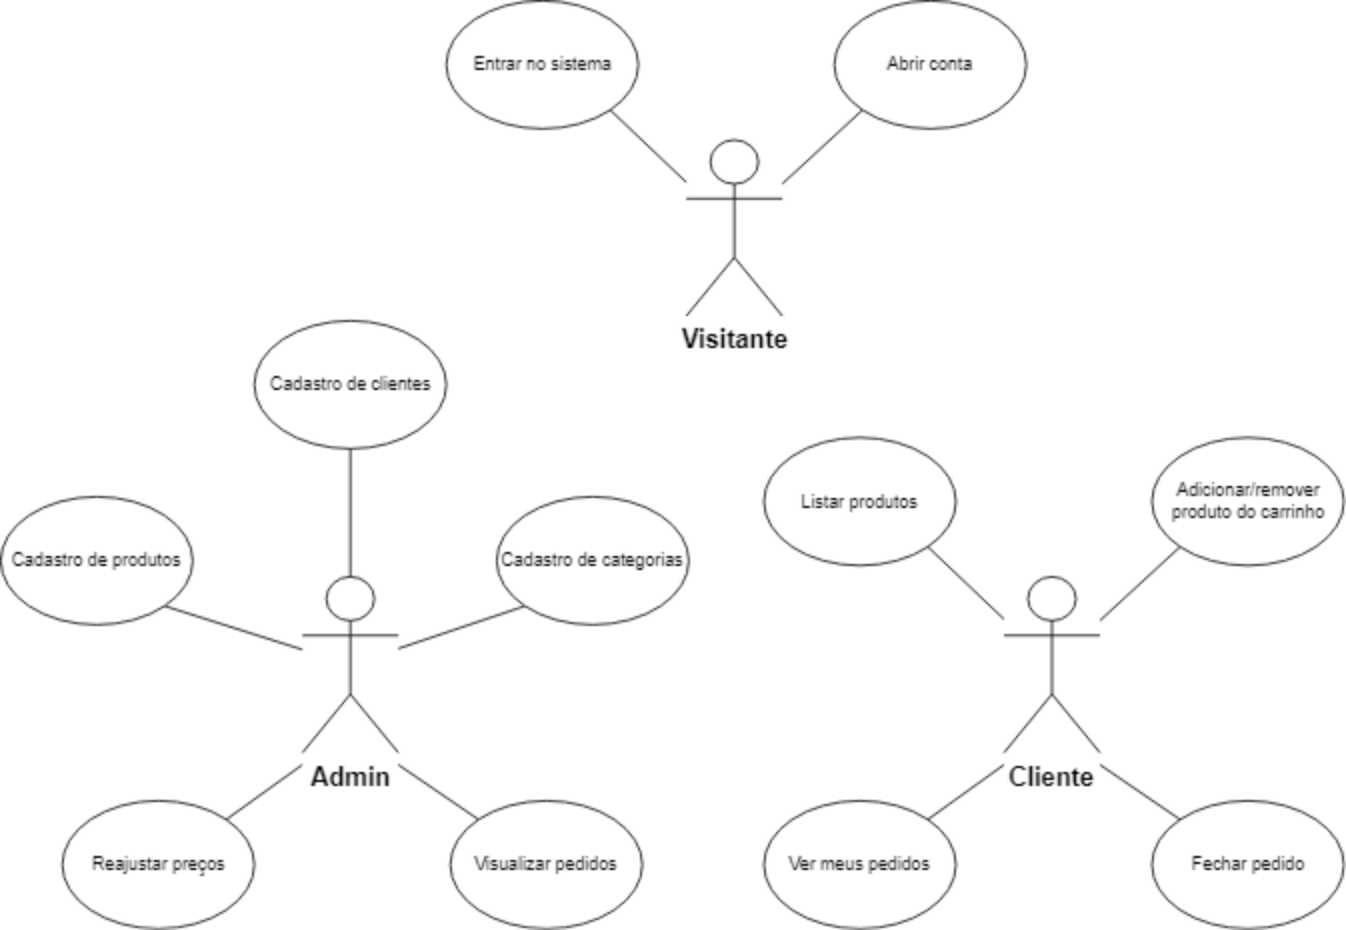 Entrar no sistema
Abrir conta
Visitante
Cadastro de clientes
Cadastro de produtos
Cadastro de categorias
Admin
Reajustar preços
Visualizar pedidos
Listar produtos
Adicionar/remover
produto do carrinho
Cliente
Ver meus pedidos
Fechar pedido